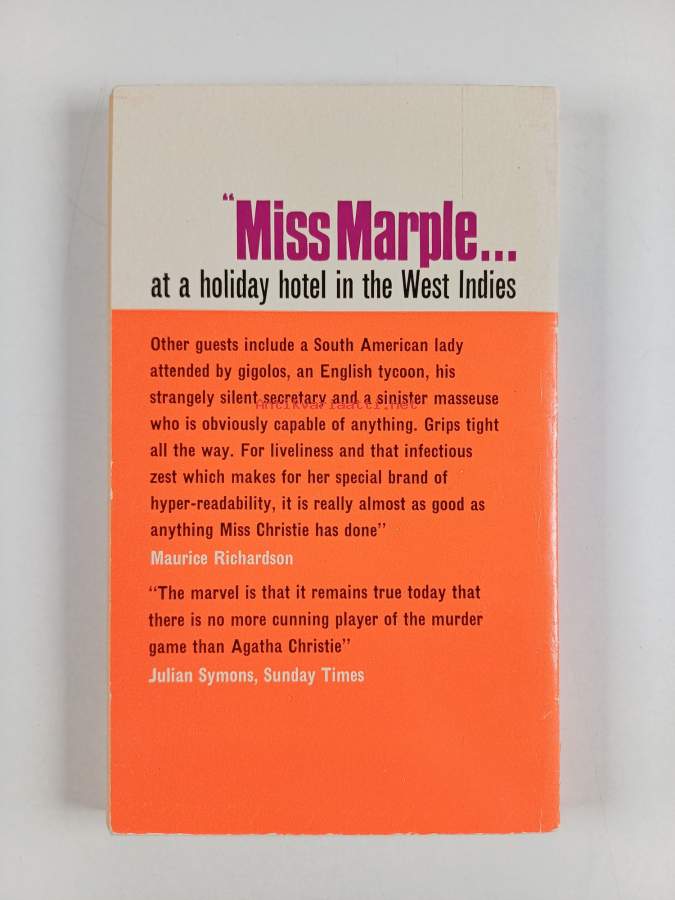 “Miss Marple...
at a holiday hotel in the West Indies
Other guests include a South American lady
attended by gigolos, an English tycoon, his
strangely silent secretary and a sinister masseuse
Antikvariaatti.net
who is obviously capable of anything. Grips tight
all the way. For liveliness and that infectious
zest which makes for her special brand of
hyper-readability, it is really almost as good as
anything Miss Christie has done”
Maurice Richardson
“The marvel is that it remains true today that
there is no more cunning player of the murder
game than Agatha Christie”
Julian Symons, Sunday Times